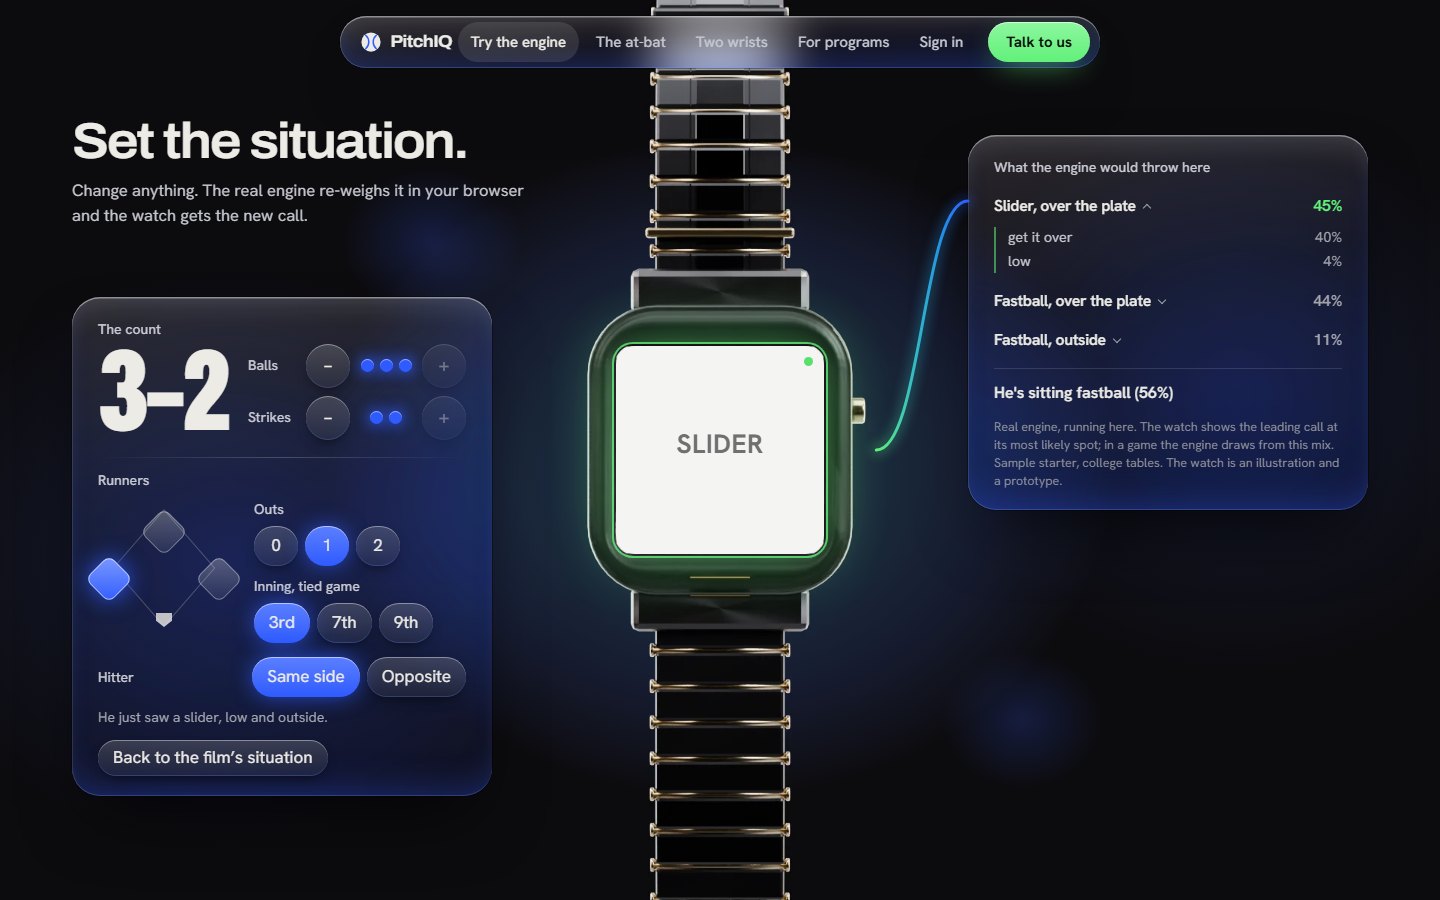 PitchIQ
Try the engine
The at-bat
Two wrists
For programs
Sign in
Talk to us
Set the situation.
Change anything. The real engine re-weighs it in your browser
and the watch gets the new call.
The count
3–2
Balls
–
+
Strikes
–
+
Runners
Outs
0
1
2
Inning, tied game
3rd
7th
9th
Hitter
Same side
Opposite
He just saw a slider, low and outside.
Back to the film’s situation
SLIDER
What the engine would throw here
Slider, over the plate 45%
get it over 40%
low 4%
Fastball, over the plate 44%
Fastball, outside 11%
He's sitting fastball (56%)
Real engine, running here. The watch shows the leading call at
its most likely spot; in a game the engine draws from this mix.
Sample starter, college tables. The watch is an illustration and
a prototype.